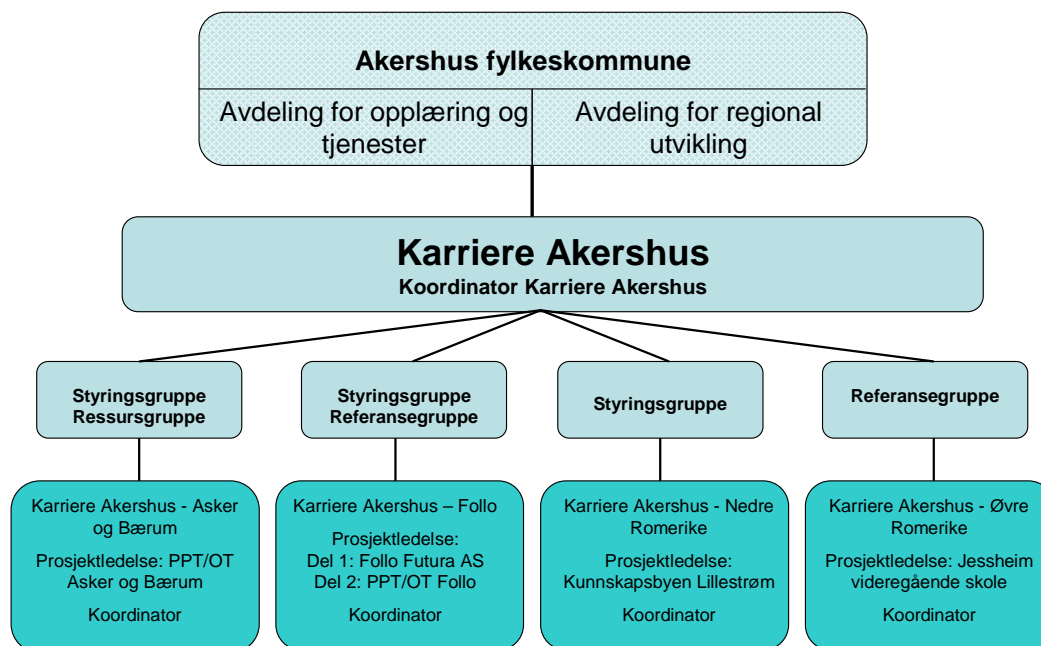 Akershus fylkeskommune
Avdeling for opplæring og
tjenester
Avdeling for regional
utvikling
Karriere Akershus
Koordinator Karriere Akershus
Styringsgruppe
Ressursgruppe
Styringsgruppe
Referansegruppe
Styringsgruppe
Referansegruppe
Karriere Akershus - Asker
og Bærum
Prosjektledelse: PPT/OT
Asker og Bærum
Koordinator
Karriere Akershus – Follo
Prosjektledelse:
Del 1: Follo Futura AS
Del 2: PPT/OT Follo
Koordinator
Karriere Akershus - Nedre
Romerike
Prosjektledelse:
Kunnskapsbyen Lillestrøm
Koordinator
Karriere Akershus - Øvre
Romerike
Prosjektledelse: Jessheim
videregående skole
Koordinator